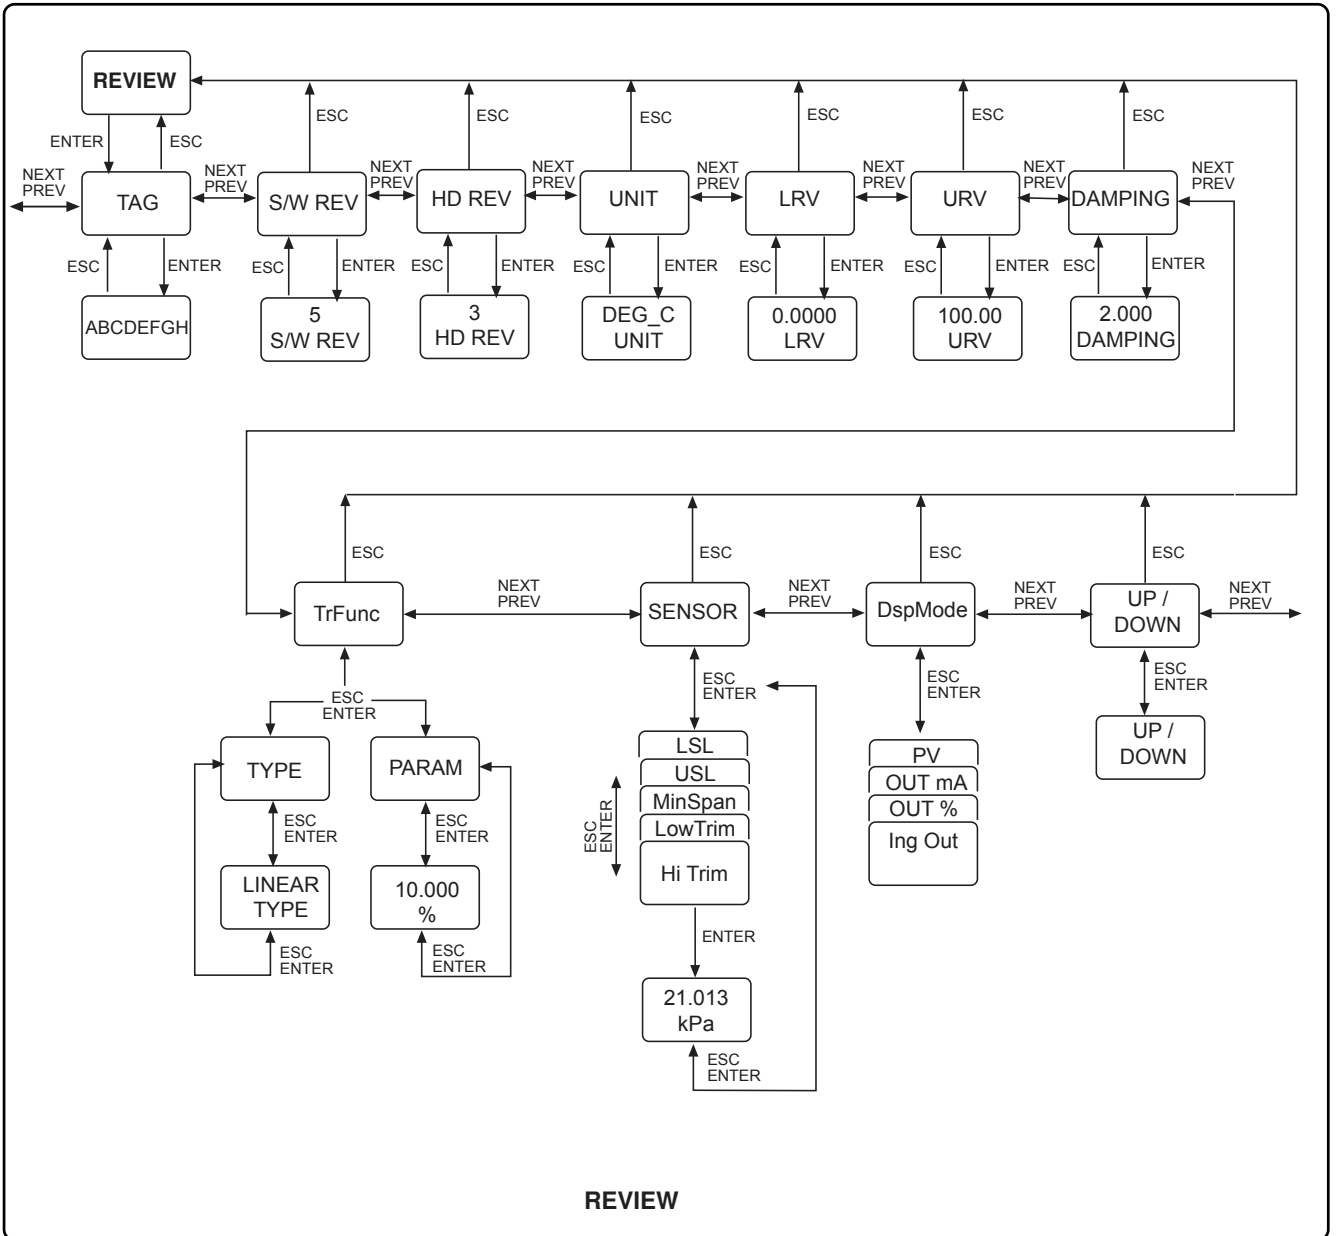 REVIEW
ESC
ESC
ESC
ESC
ESC
ESC
ENTER
ESC
NEXT
PREV
TAG
NEXT
PREV
S/W REV
NEXT
PREV
HD REV
NEXT
PREV
UNIT
NEXT
PREV
LRV
NEXT
PREV
URV
NEXT
PREV
DAMPING
NEXT
PREV
ESC
ENTER
ESC
ENTER
ESC
ENTER
ESC
ENTER
ESC
ENTER
ESC
ENTER
ESC
ENTER
ABCDEFGH
5
S/W REV
3
HD REV
DEG_C
UNIT
0.0000
LRV
100.00
URV
2.000
DAMPING
ESC
ESC
ESC
ESC
TrFunc
NEXT
PREV
SENSOR
NEXT
PREV
DspMode
NEXT
PREV
UP /
DOWN
NEXT
PREV
ESC
ENTER
ESC
ENTER
ESC
ENTER
ESC
ENTER
TYPE
PARAM
LSL
USL
MinSpan
LowTrim
Hi Trim
ESC
ENTER
PV
OUT mA
OUT %
Ing Out
UP /
DOWN
ESC
ENTER
ESC
ENTER
LINEAR
TYPE
10.000
%
ESC
ENTER
ESC
ENTER
ENTER
21.013
kPa
ESC
ENTER
REVIEW